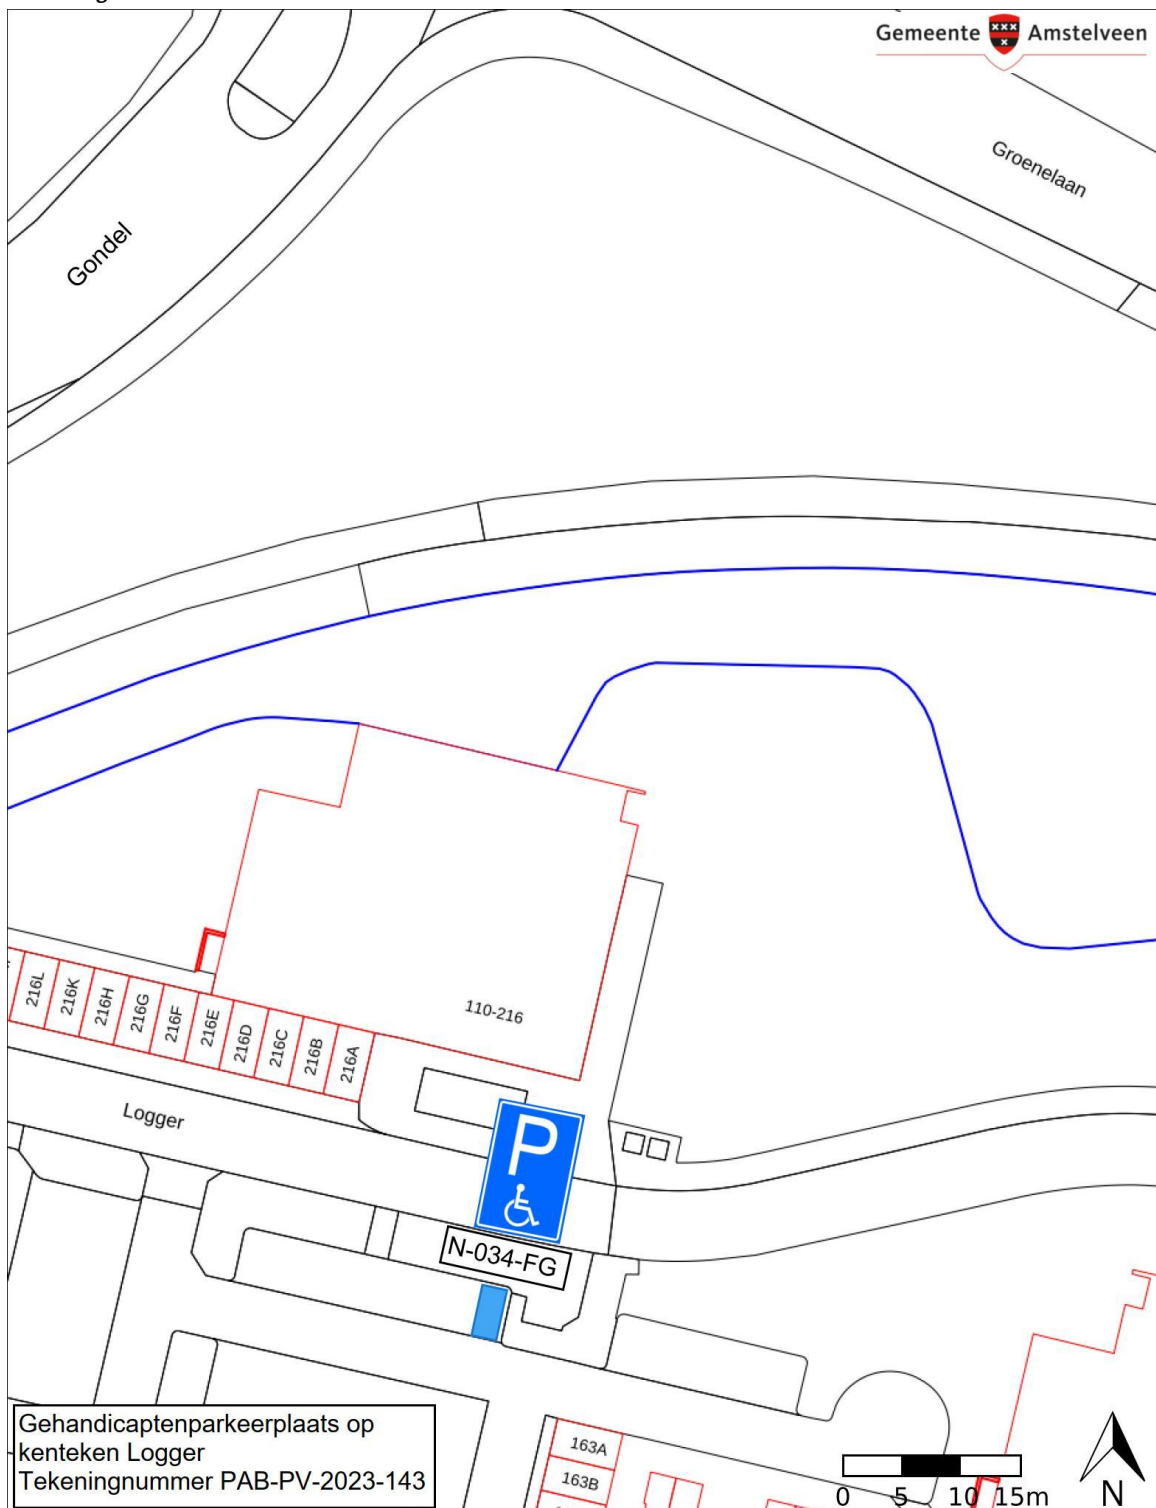 Gemeente Amstelveen
Groenelaan
Gondel
110-216
216L
216K
216H
216G
216F
216E
216D
216C
216B
216A
Logger
P
N-034-FG
163A
163B
Gehandicaptenparkeerplaats op
kenteken Logger
Tekeningnummer PAB-PV-2023-143
0 5 10 15m
N